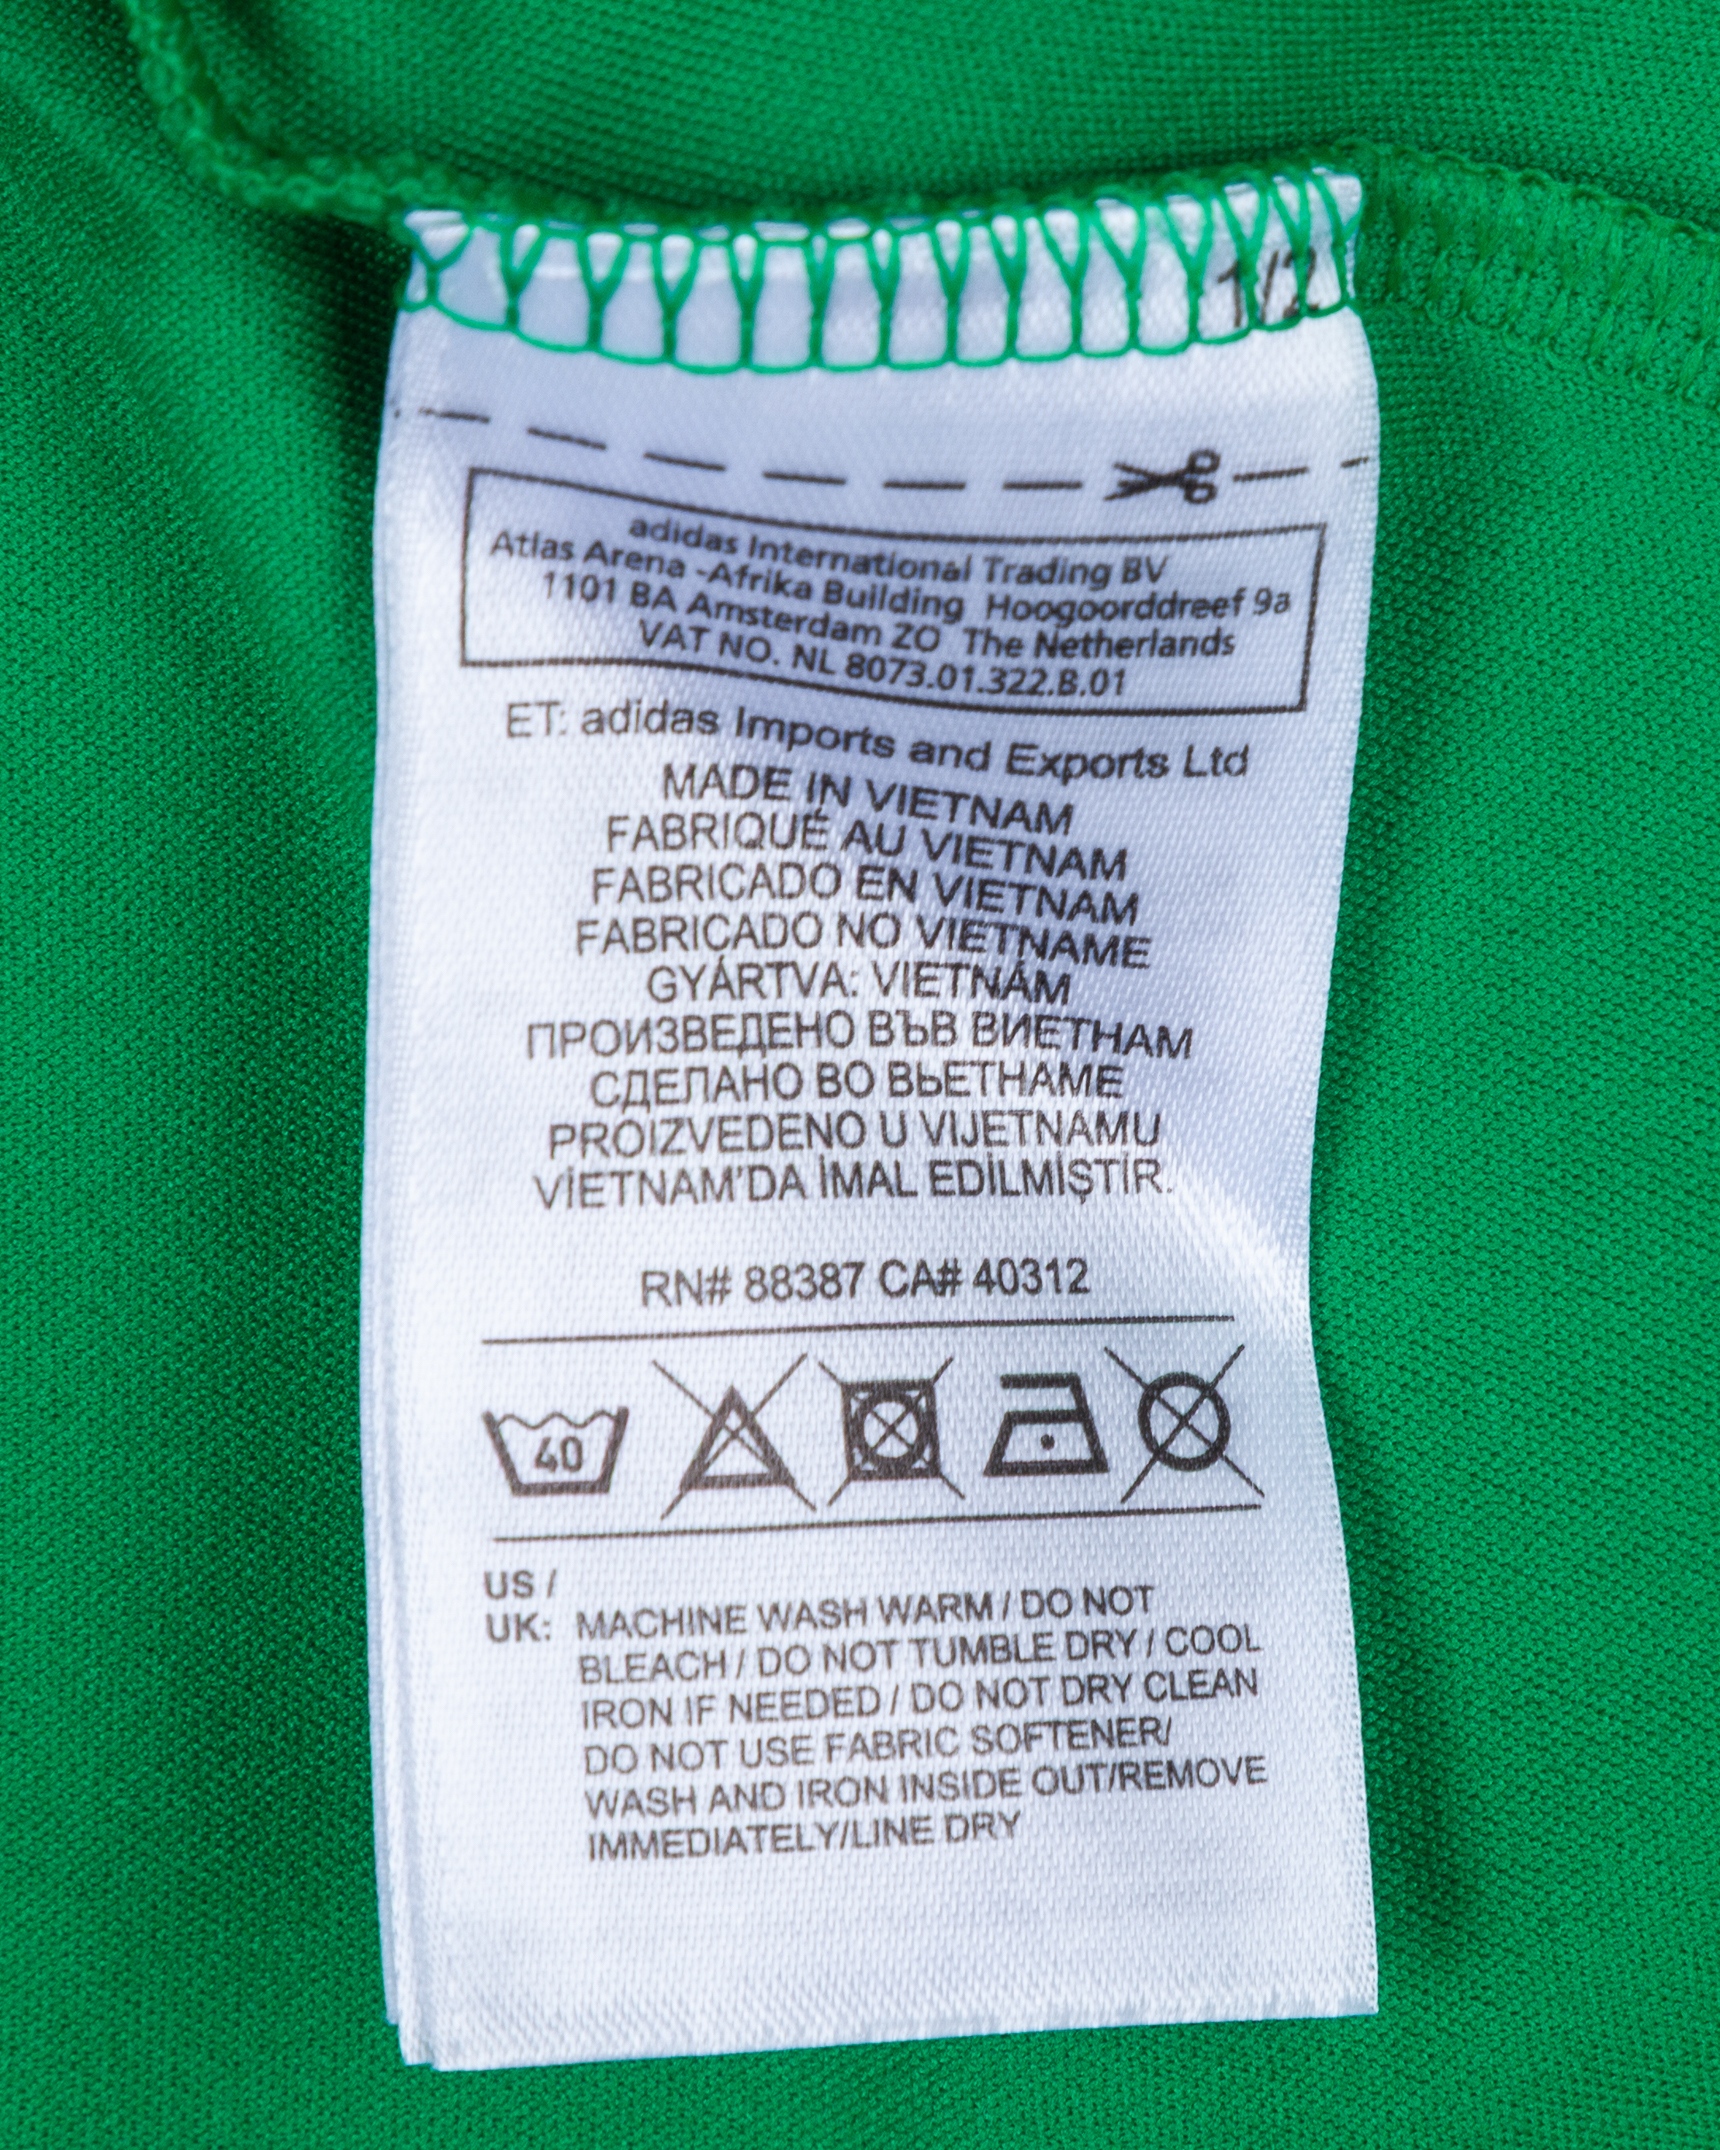 1/2
adidas International Trading BV
Atlas Arena -Afrika Building Hoogoorddreef 9a
1101 BA Amsterdam ZO The Netherlands
VAT NO. NL 8073.01.322.B.01
ET: adidas Imports and Exports Ltd
MADE IN VIETNAM
FABRIQUÉ AU VIETNAM
FABRICADO EN VIETNAM
FABRICADO NO VIETNAME
GYÁRTVA: VIETNÁM
ПРОИЗВЕДЕНО ВЪВ ВИЕТНАМ
СДЕЛАНО ВО ВЬЕТНАМЕ
PROIZVEDENO U VIJETNAMU
VİETNAM'DA İMAL EDİLMİŞTİR.
RN# 88387 CA# 40312
40
US /
UK: MACHINE WASH WARM / DO NOT
BLEACH / DO NOT TUMBLE DRY / COOL
IRON IF NEEDED / DO NOT DRY CLEAN
DO NOT USE FABRIC SOFTENER/
WASH AND IRON INSIDE OUT/REMOVE
IMMEDIATELY/LINE DRY